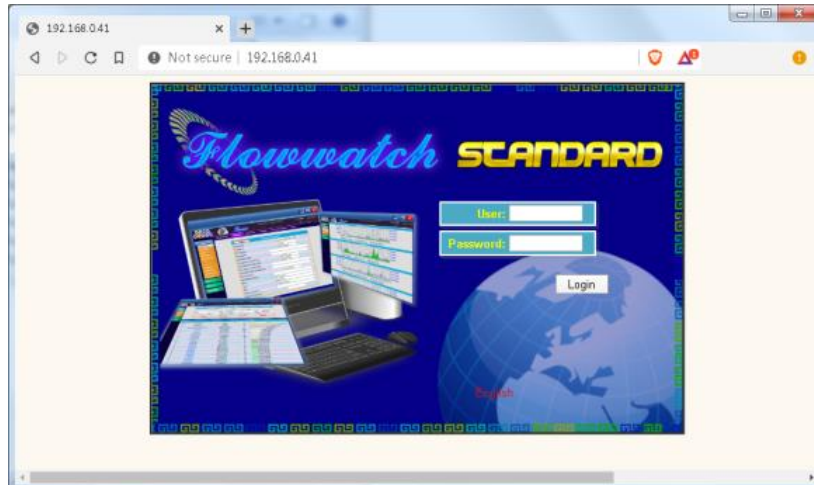 192.168.0.41
Not secure 192.168.0.41
Flowwatch STANDARD
User:
Password:
Login
English